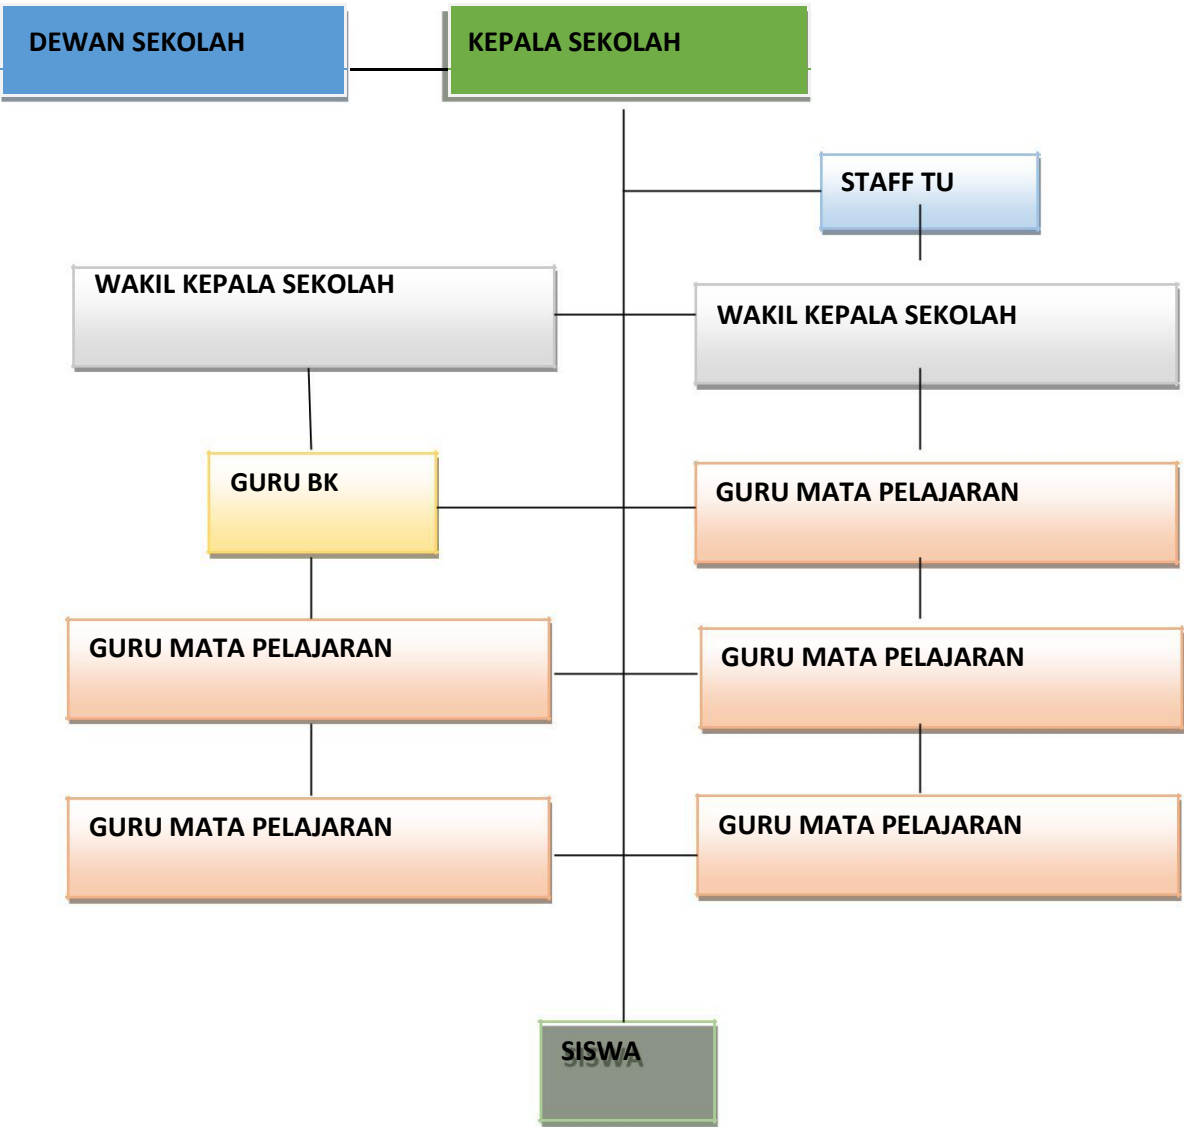 DEWAN SEKOLAH
KEPALA SEKOLAH
STAFF TU
WAKIL KEPALA SEKOLAH
WAKIL KEPALA SEKOLAH
GURU BK
GURU MATA PELAJARAN
GURU MATA PELAJARAN
GURU MATA PELAJARAN
GURU MATA PELAJARAN
GURU MATA PELAJARAN
SISWA